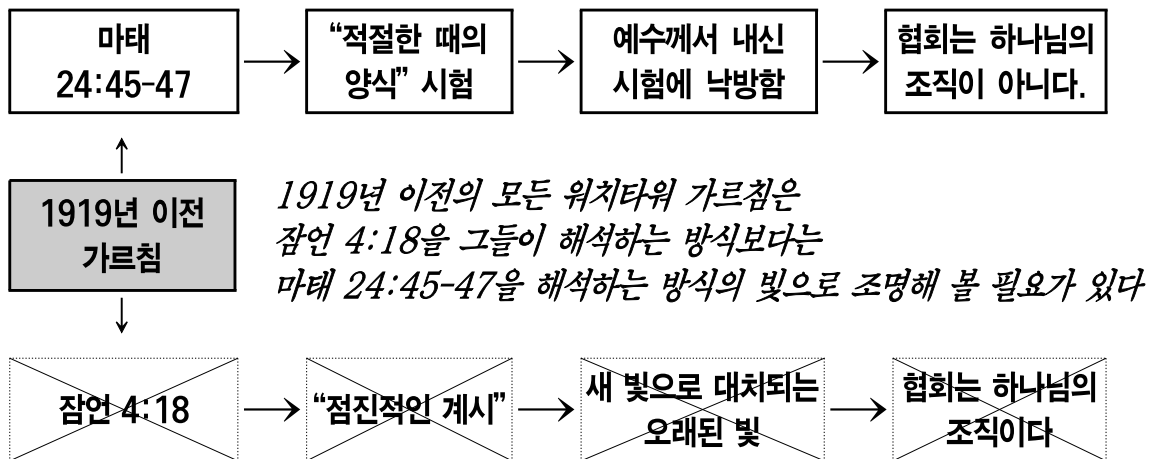 마태
24:45-47
“적절한 때의
양식” 시험
예수께서 내신
시험에 낙방함
협회는 하나님의
조직이 아니다.
1919년 이전
가르침
1919년 이전의 모든 워치타워 가르침은
잠언 4:18을 그들이 해석하는 방식보다는
마태 24:45-47을 해석하는 방식의 빛으로 조명해 볼 필요가 있다
잠언 4:18
“점진적인 계시”
새 빛으로 대치되는
오래된 빛
협회는 하나님의
조직이다